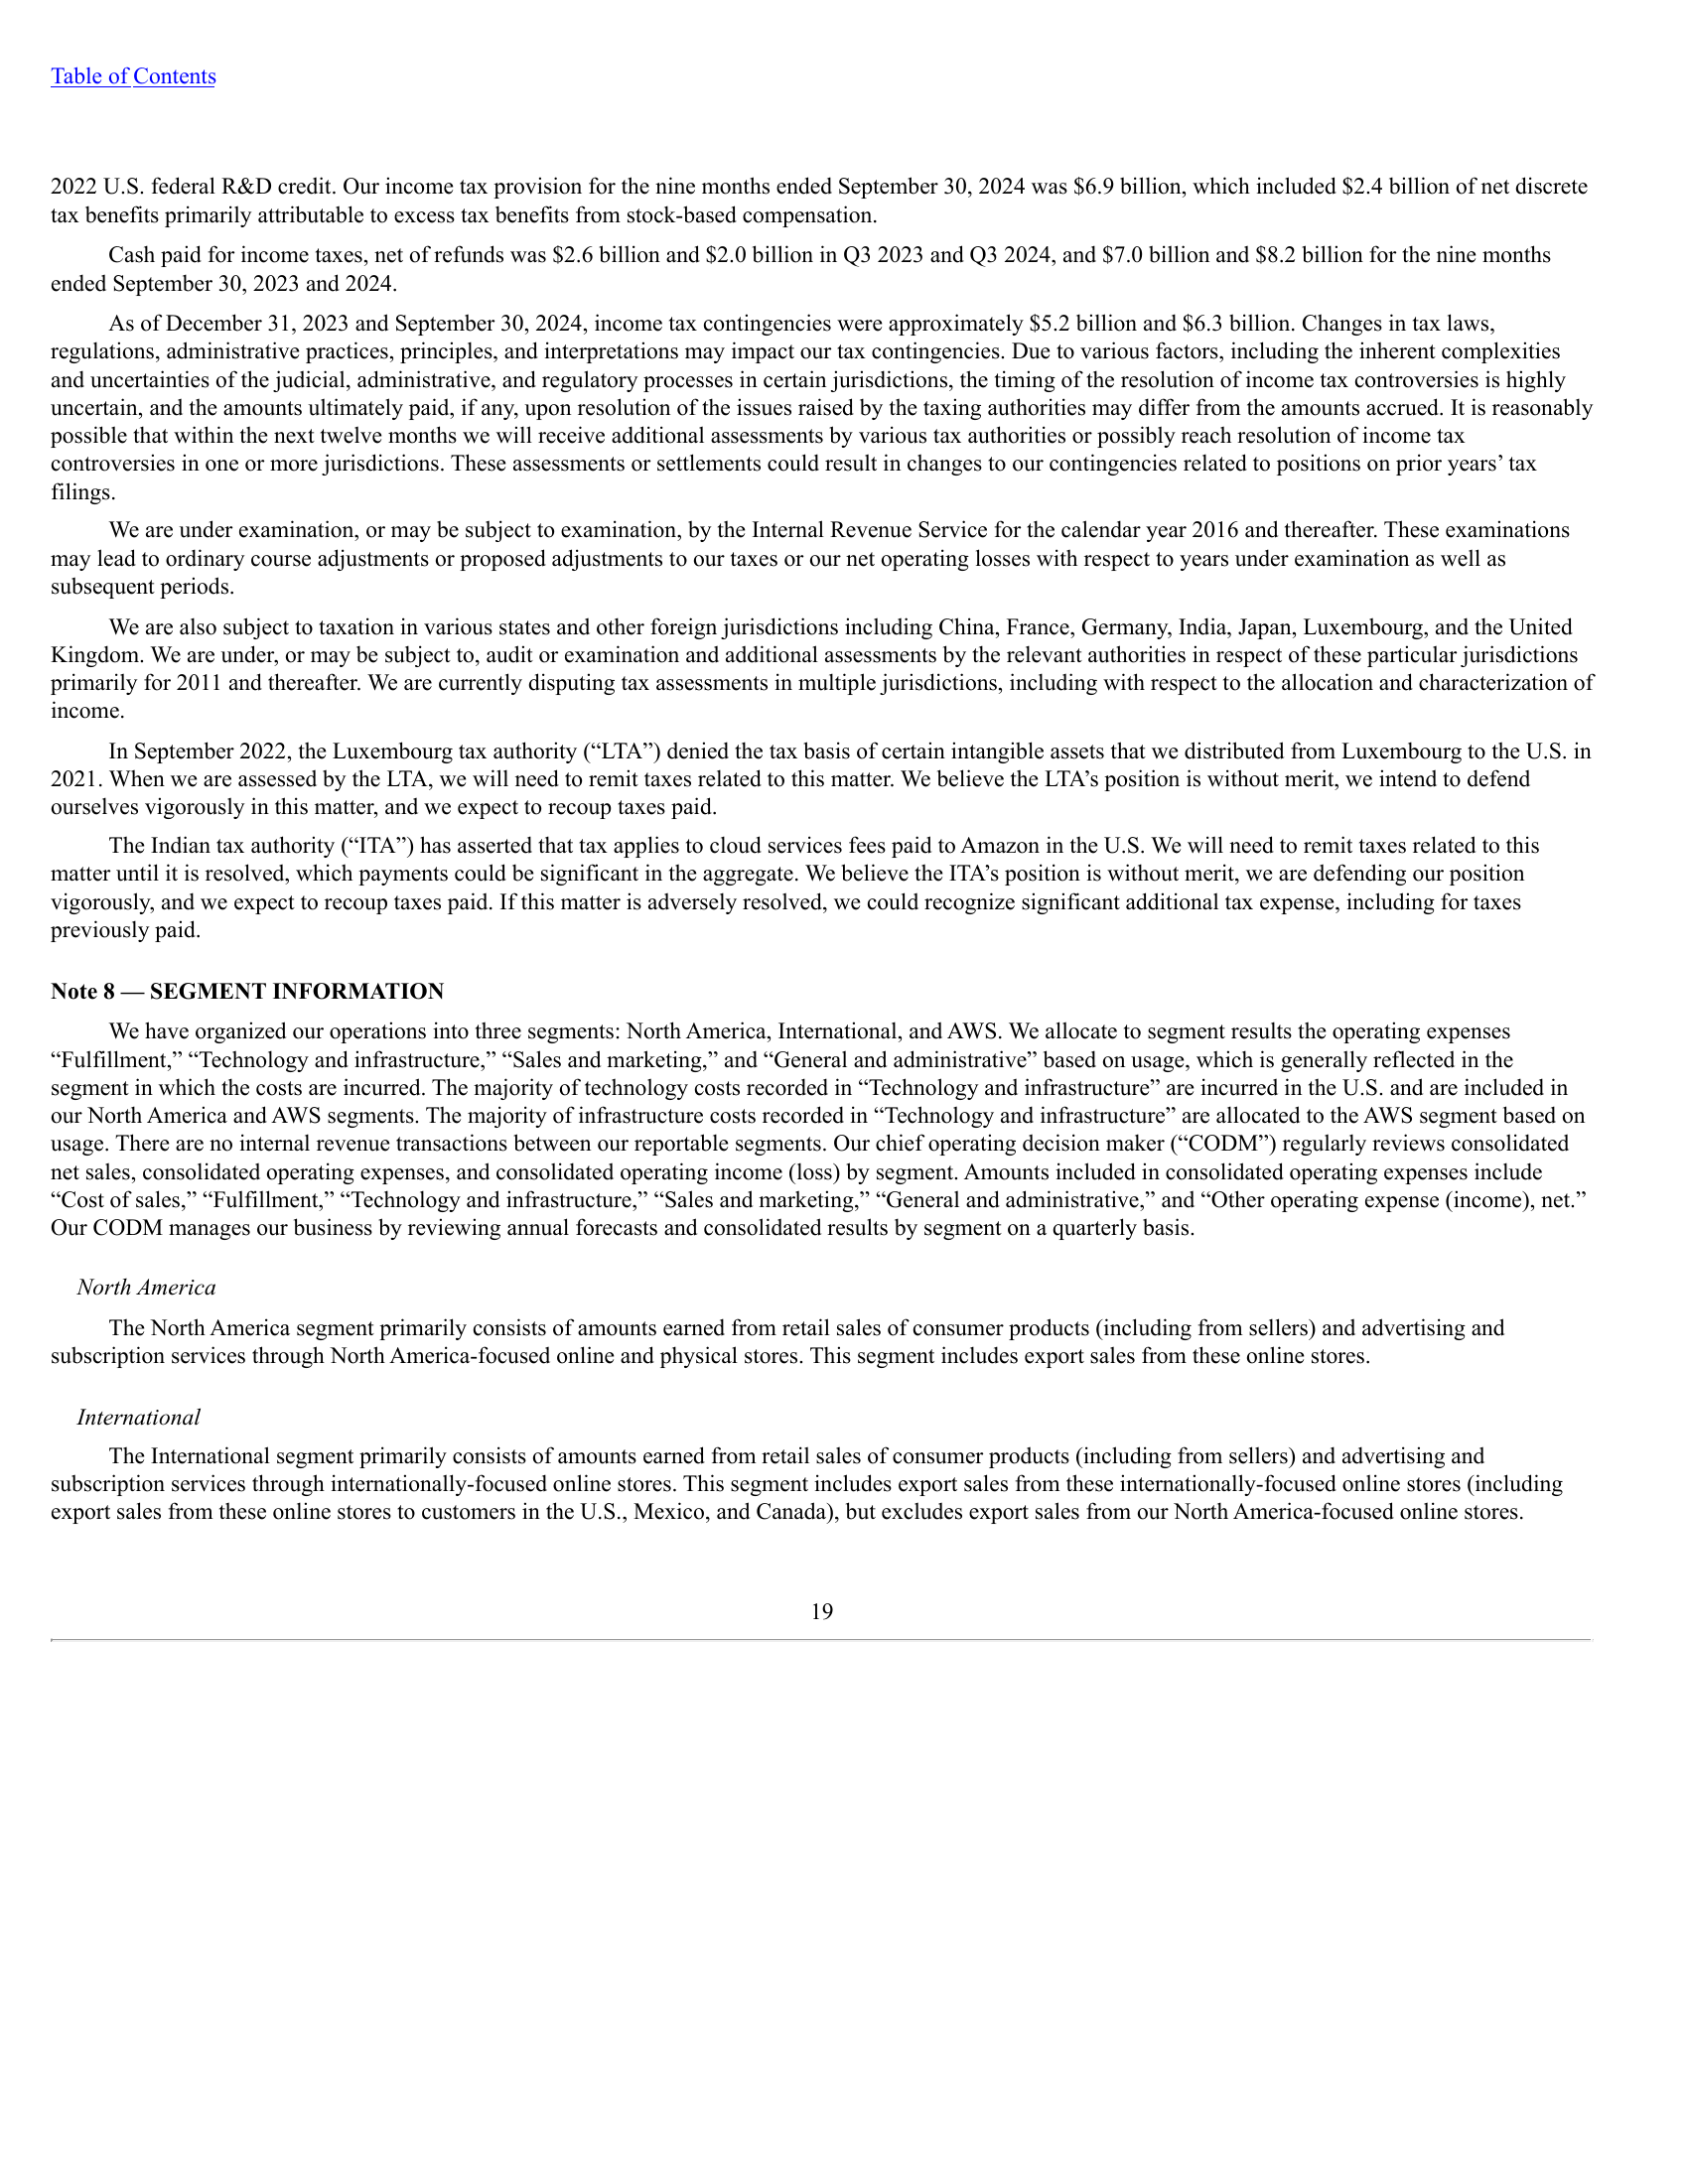 Table of Contents
2022 U.S. federal R&D credit. Our income tax provision for the nine months ended September 30, 2024 was $6.9 billion, which included $2.4 billion of net discrete
tax benefits primarily attributable to excess tax benefits from stock-based compensation.
Cash paid for income taxes, net of refunds was $2.6 billion and $2.0 billion in Q3 2023 and Q3 2024, and $7.0 billion and $8.2 billion for the nine months
ended September 30, 2023 and 2024.
As of December 31, 2023 and September 30, 2024, income tax contingencies were approximately $5.2 billion and $6.3 billion. Changes in tax laws,
regulations, administrative practices, principles, and interpretations may impact our tax contingencies. Due to various factors, including the inherent complexities
and uncertainties of the judicial, administrative, and regulatory processes in certain jurisdictions, the timing of the resolution of income tax controversies is highly
uncertain, and the amounts ultimately paid, if any, upon resolution of the issues raised by the taxing authorities may differ from the amounts accrued. It is reasonably
possible that within the next twelve months we will receive additional assessments by various tax authorities or possibly reach resolution of income tax
controversies in one or more jurisdictions. These assessments or settlements could result in changes to our contingencies related to positions on prior years’ tax
filings.
We are under examination, or may be subject to examination, by the Internal Revenue Service for the calendar year 2016 and thereafter. These examinations
may lead to ordinary course adjustments or proposed adjustments to our taxes or our net operating losses with respect to years under examination as well as
subsequent periods.
We are also subject to taxation in various states and other foreign jurisdictions including China, France, Germany, India, Japan, Luxembourg, and the United
Kingdom. We are under, or may be subject to, audit or examination and additional assessments by the relevant authorities in respect of these particular jurisdictions
primarily for 2011 and thereafter. We are currently disputing tax assessments in multiple jurisdictions, including with respect to the allocation and characterization of
income.
In September 2022, the Luxembourg tax authority (“LTA”) denied the tax basis of certain intangible assets that we distributed from Luxembourg to the U.S. in
2021. When we are assessed by the LTA, we will need to remit taxes related to this matter. We believe the LTA’s position is without merit, we intend to defend
ourselves vigorously in this matter, and we expect to recoup taxes paid.
The Indian tax authority (“ITA”) has asserted that tax applies to cloud services fees paid to Amazon in the U.S. We will need to remit taxes related to this
matter until it is resolved, which payments could be significant in the aggregate. We believe the ITA’s position is without merit, we are defending our position
vigorously, and we expect to recoup taxes paid. If this matter is adversely resolved, we could recognize significant additional tax expense, including for taxes
previously paid.
Note 8 — SEGMENT INFORMATION
We have organized our operations into three segments: North America, International, and AWS. We allocate to segment results the operating expenses
“Fulfillment,” “Technology and infrastructure,” “Sales and marketing,” and “General and administrative” based on usage, which is generally reflected in the
segment in which the costs are incurred. The majority of technology costs recorded in “Technology and infrastructure” are incurred in the U.S. and are included in
our North America and AWS segments. The majority of infrastructure costs recorded in “Technology and infrastructure” are allocated to the AWS segment based on
usage. There are no internal revenue transactions between our reportable segments. Our chief operating decision maker (“CODM”) regularly reviews consolidated
net sales, consolidated operating expenses, and consolidated operating income (loss) by segment. Amounts included in consolidated operating expenses include
“Cost of sales,” “Fulfillment,” “Technology and infrastructure,” “Sales and marketing,” “General and administrative,” and “Other operating expense (income), net.”
Our CODM manages our business by reviewing annual forecasts and consolidated results by segment on a quarterly basis.
North America
The North America segment primarily consists of amounts earned from retail sales of consumer products (including from sellers) and advertising and
subscription services through North America-focused online and physical stores. This segment includes export sales from these online stores.
International
The International segment primarily consists of amounts earned from retail sales of consumer products (including from sellers) and advertising and
subscription services through internationally-focused online stores. This segment includes export sales from these internationally-focused online stores (including
export sales from these online stores to customers in the U.S., Mexico, and Canada), but excludes export sales from our North America-focused online stores.
19